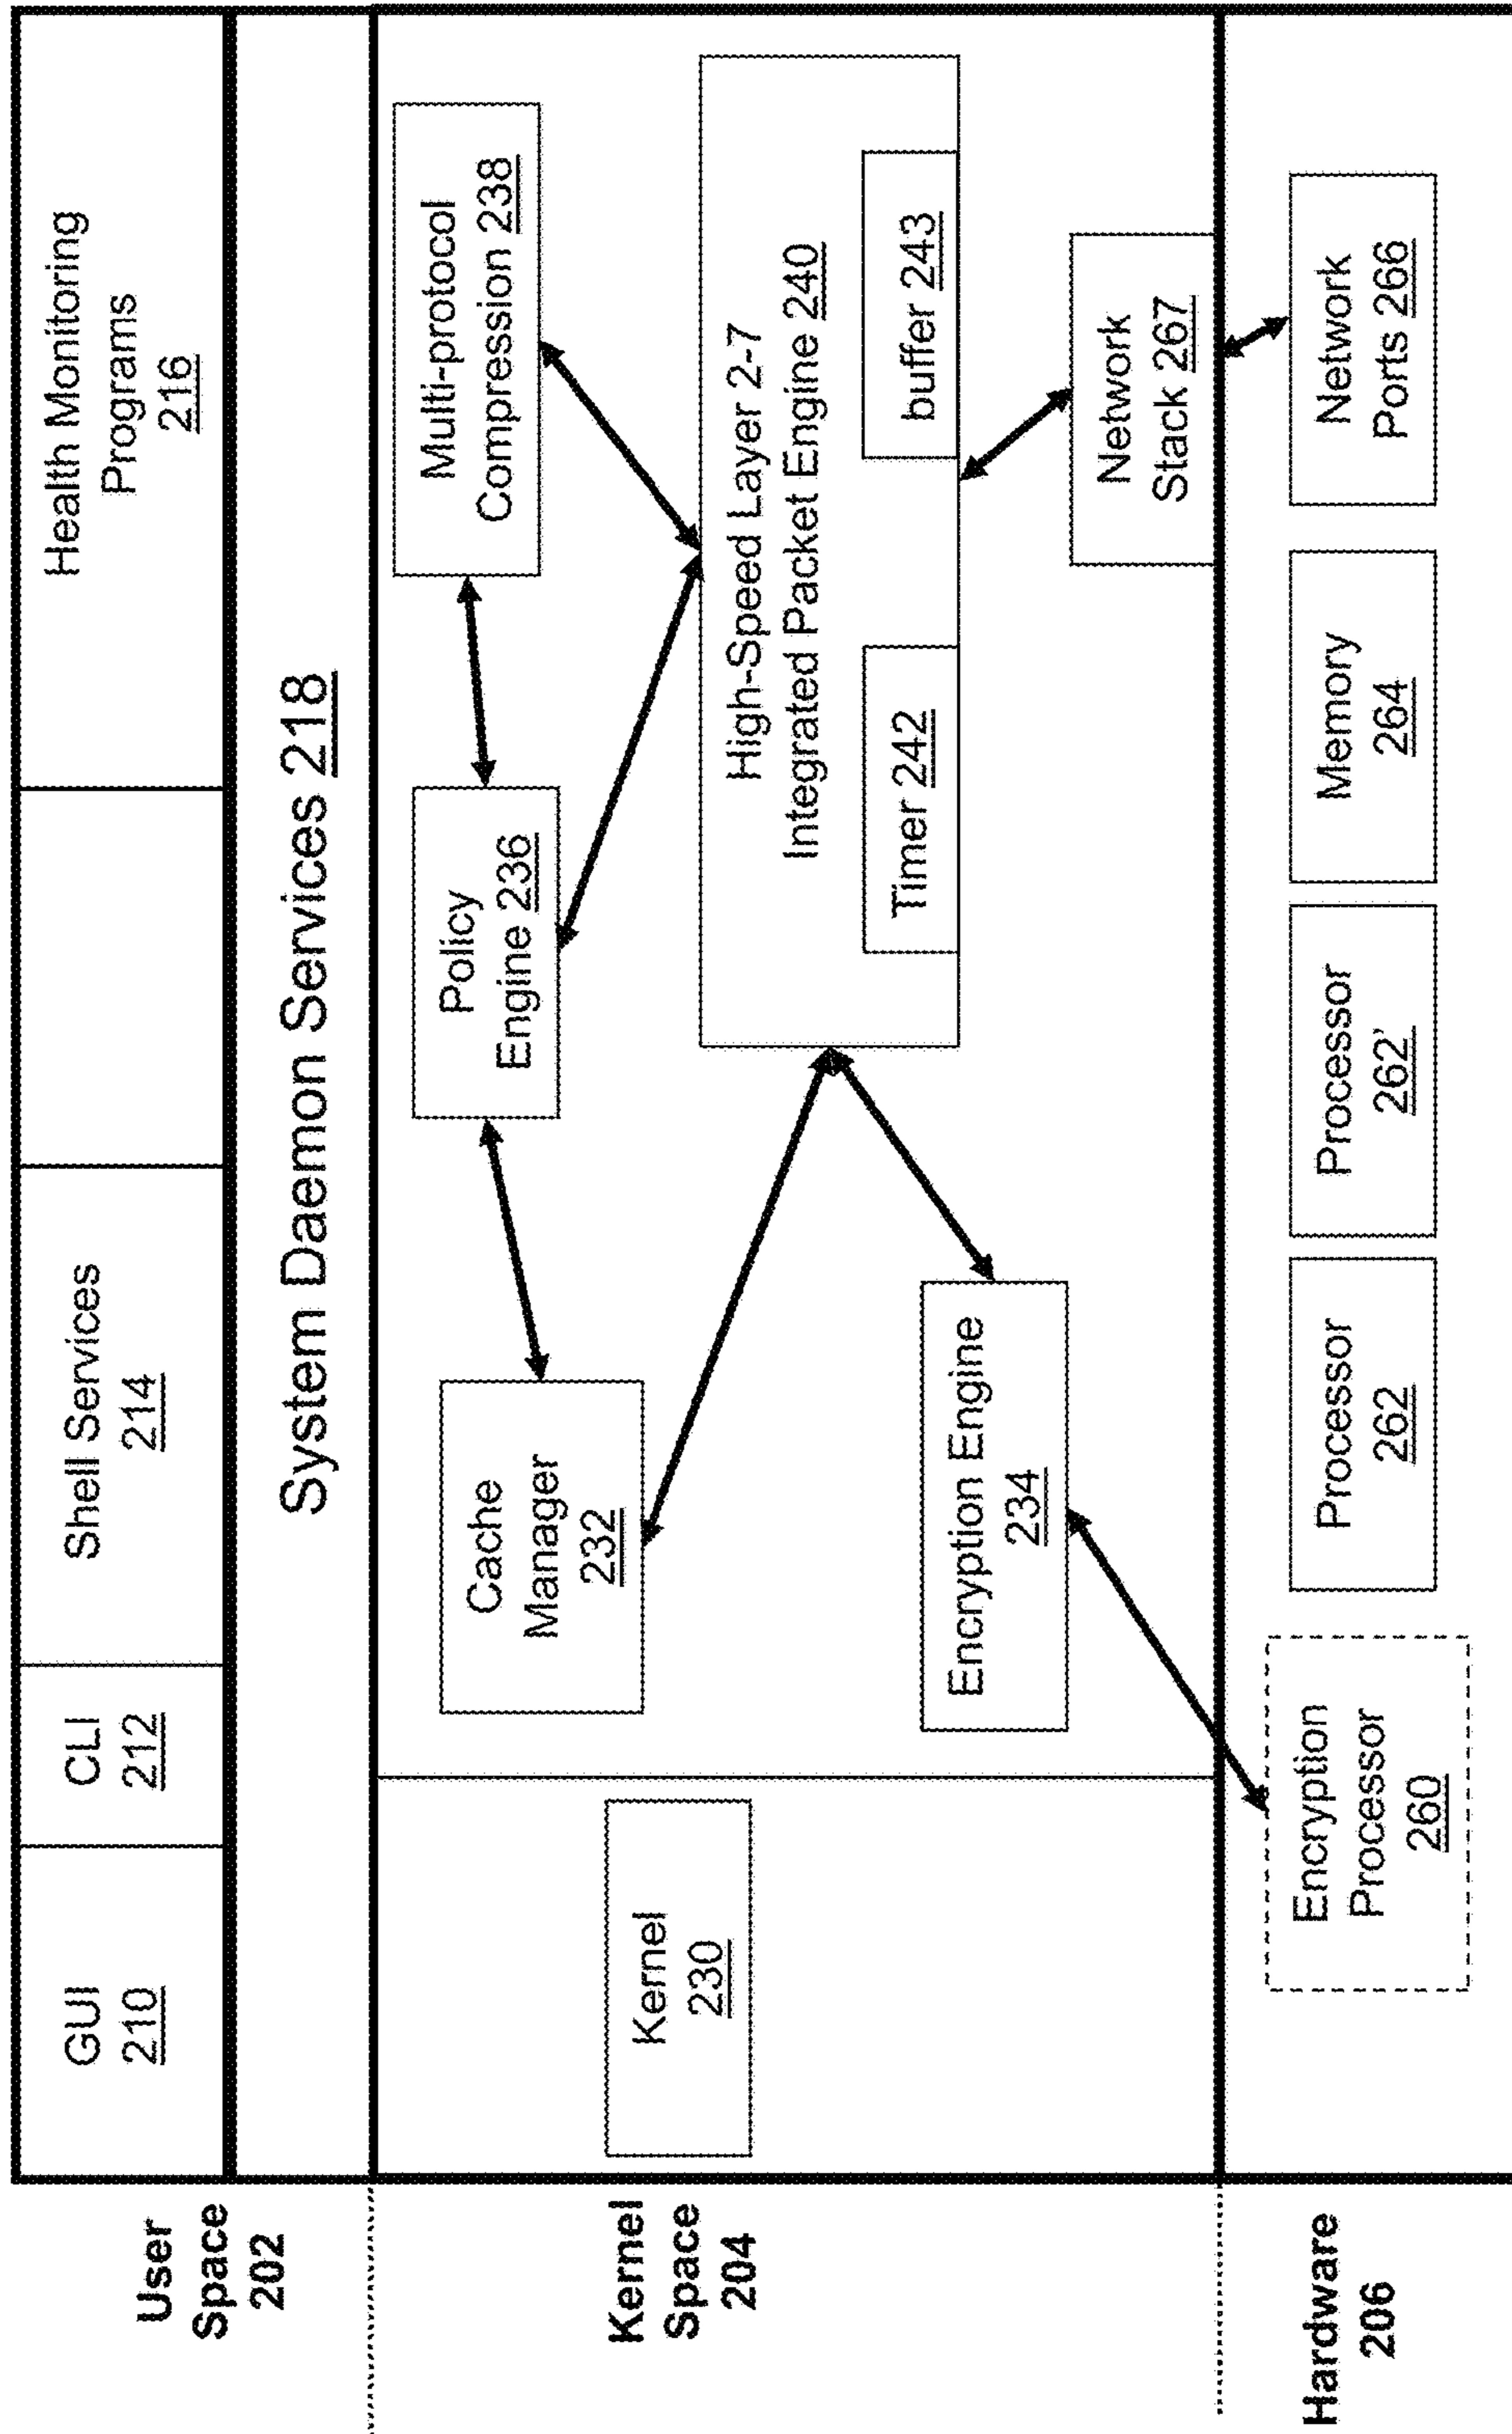 User
Space
202
GUI
210
CLI
212
Shell Services
214
Health Monitoring
Programs
216
System Daemon Services 218
Kernel
Space
204
Kernel
230
Cache
Manager
232
Policy
Engine 236
Multi-protocol
Compression 238
High-Speed Layer 2-7
Integrated Packet Engine 240
Timer 242
buffer 243
Encryption Engine
234
Network
Stack 267
Hardware
206
Encryption
Processor
260
Processor
262
Processor
262'
Memory
264
Network
Ports 266